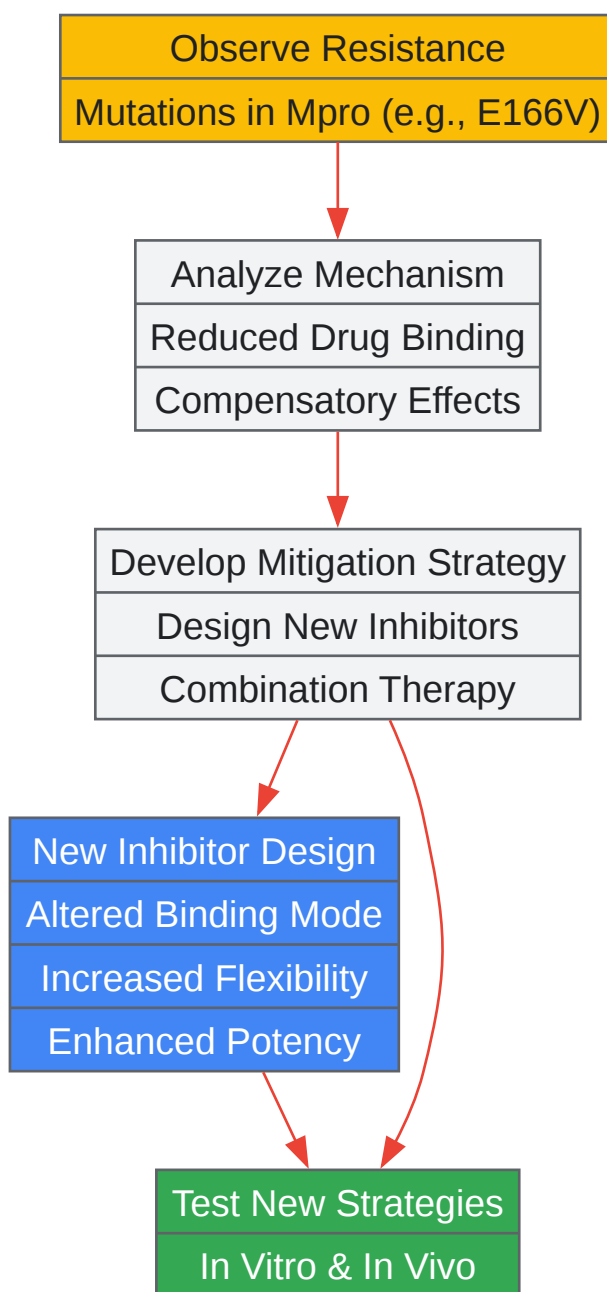 Observe Resistance
Mutations in Mpro (e.g., E166V)
Analyze Mechanism
Reduced Drug Binding
Compensatory Effects
Develop Mitigation Strategy
Design New Inhibitors
Combination Therapy
New Inhibitor Design
Altered Binding Mode
Increased Flexibility
Enhanced Potency
Test New Strategies
In Vitro & In Vivo